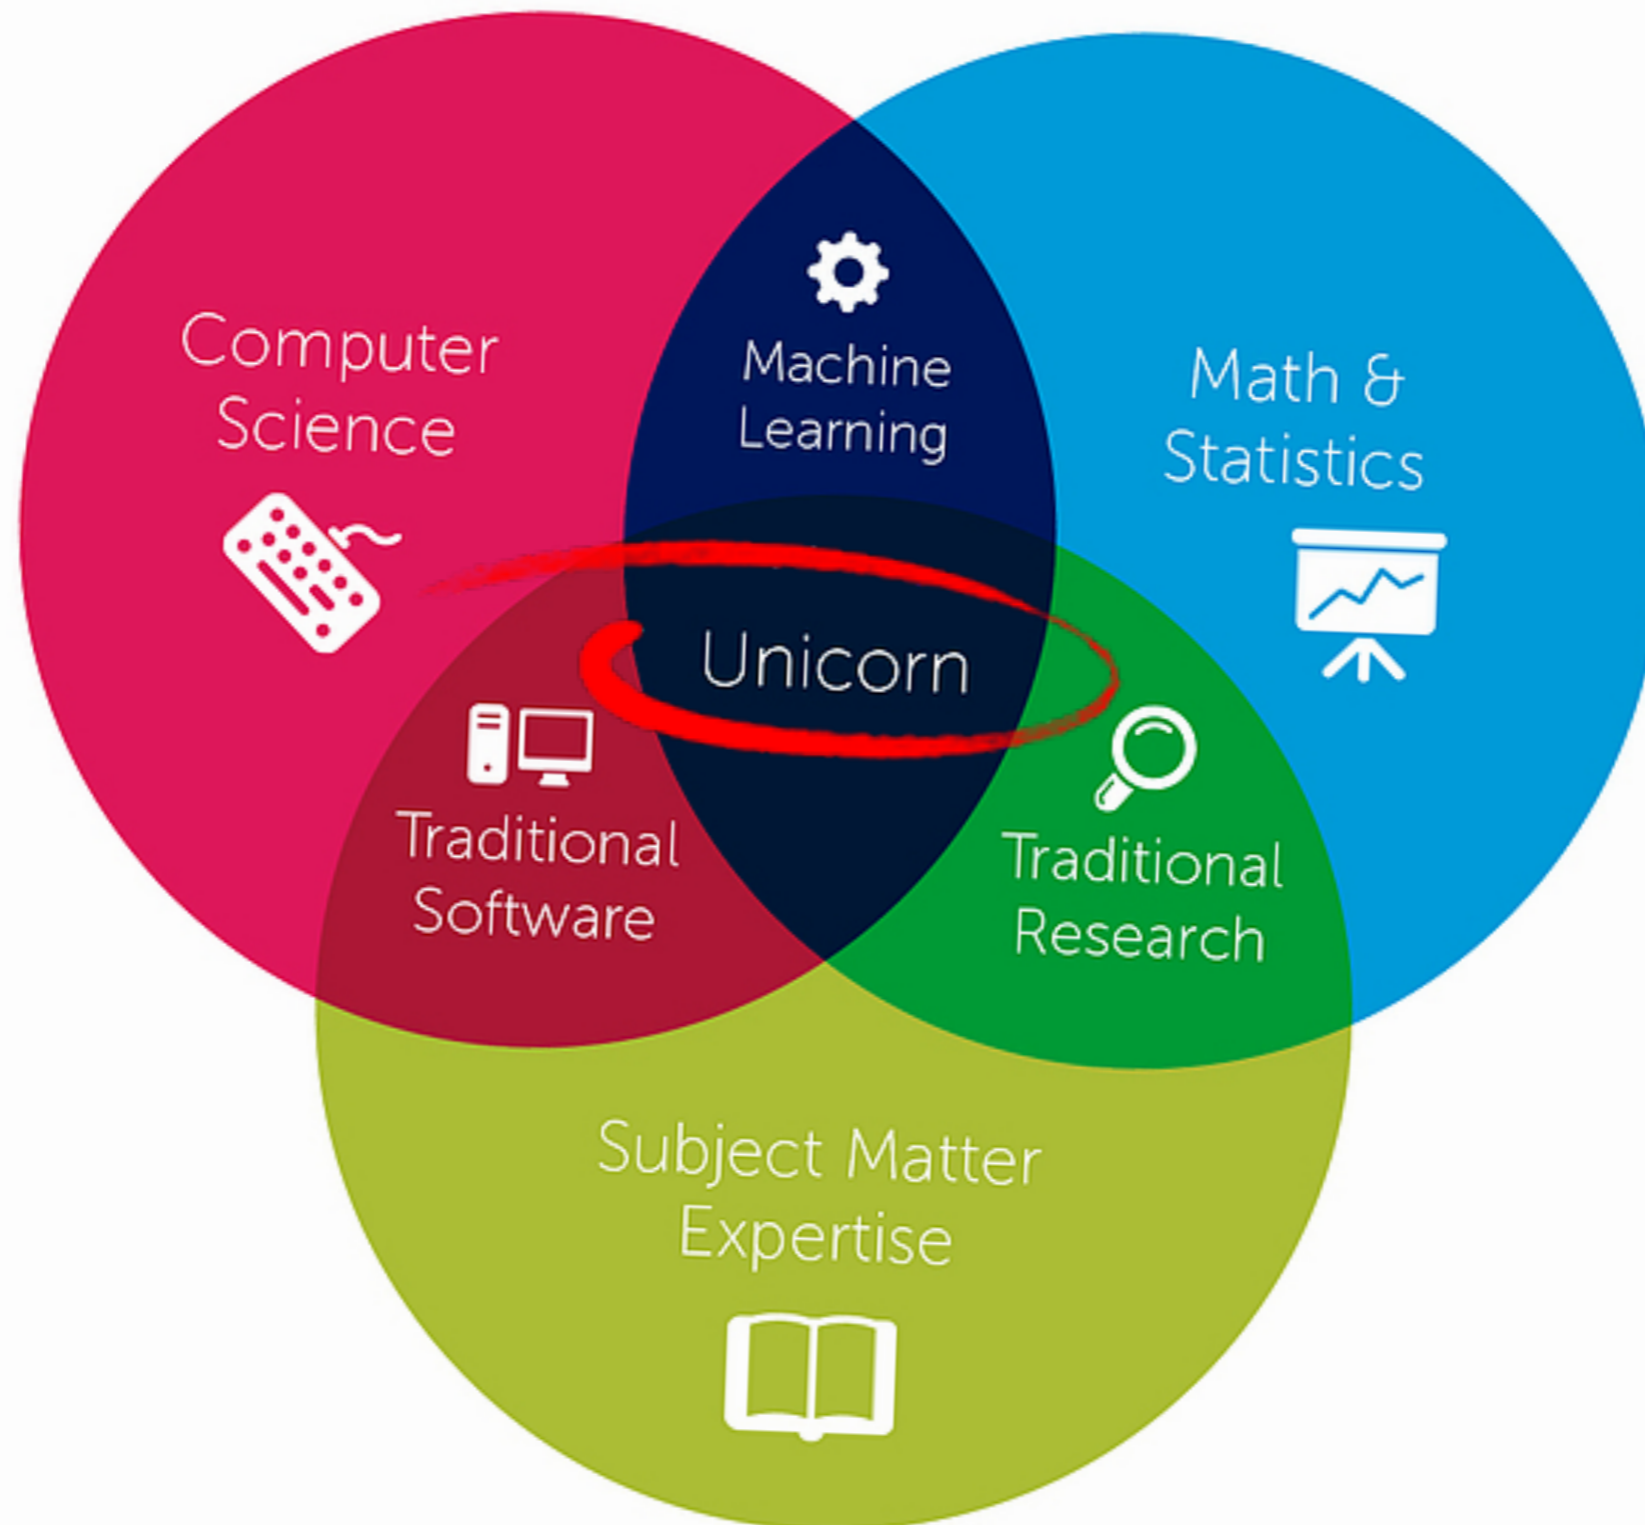 Computer
Science
Machine
Learning
Math &
Statistics
Unicorn
Traditional
Software
Traditional
Research
Subject Matter
Expertise